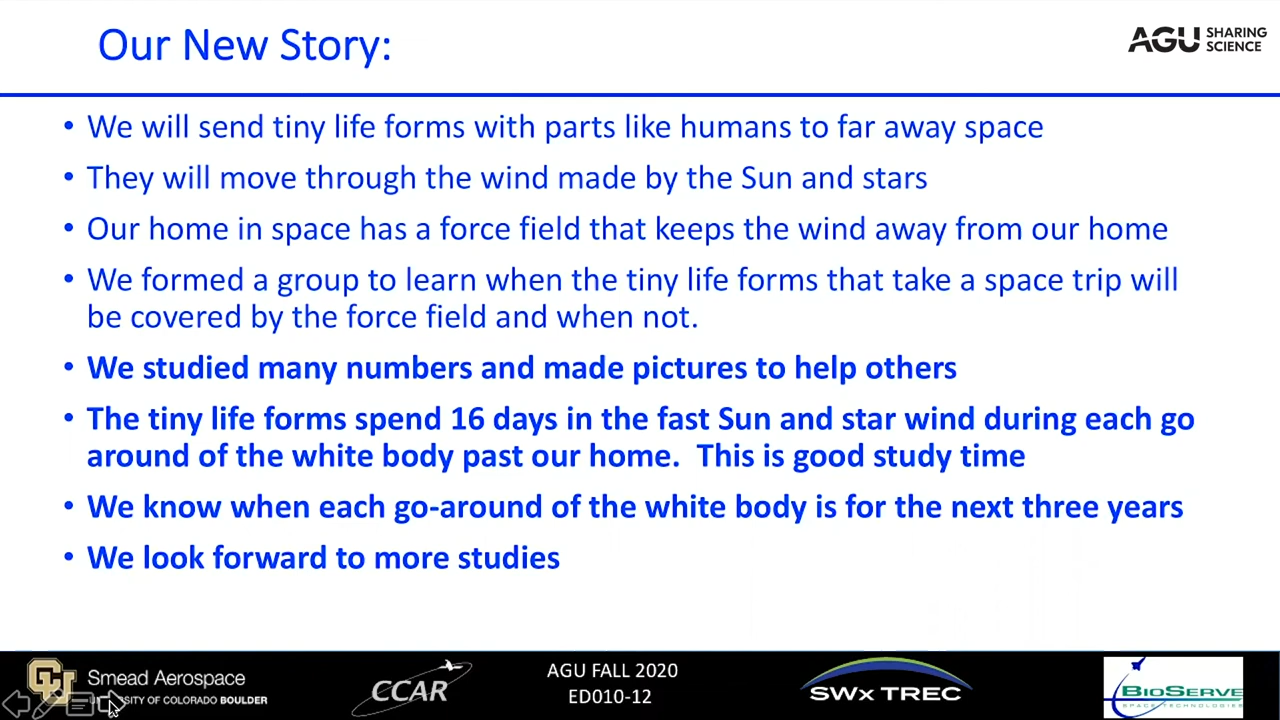 Our New Story:
AGU SHARING
SCIENCE
• We will send tiny life forms with parts like humans to far away space
• They will move through the wind made by the Sun and stars
• Our home in space has a force field that keeps the wind away from our home
• We formed a group to learn when the tiny life forms that take a space trip will
be covered by the force field and when not.
• We studied many numbers and made pictures to help others
• The tiny life forms spend 16 days in the fast Sun and star wind during each go
around of the white body past our home.  This is good study time
• We know when each go-around of the white body is for the next three years
• We look forward to more studies
CU Smead Aerospace
UNIVERSITY OF COLORADO BOULDER
CCAR
AGU FALL 2020
ED010-12
SWx TREC
BIOSERVE
SPACE TECHNOLOGIES